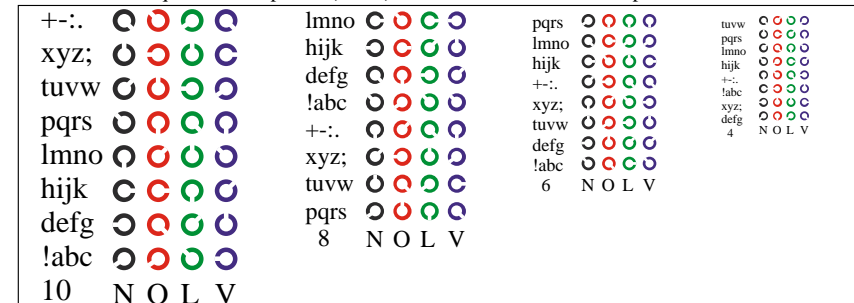 +-:.
xyz;
tuvw
pqrs
lmno
hijk
defg
!abc
10 N O L V
lmno
hijk
defg
!abc
+-:.
xyz;
tuvw
pqrs
8 N O L V
pqrs
lmno
hijk
+-:.
xyz;
tuvw
defg
!abc
6 N O L V
tuvw
pqrs
lmno
hijk
+-:.
!abc
xyz;
defg
4 N O L V